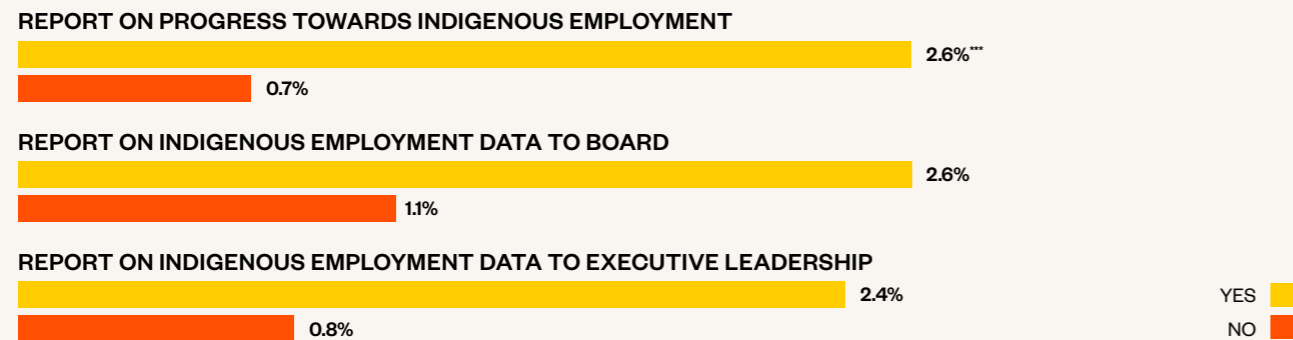 REPORT ON PROGRESS TOWARDS INDIGENOUS EMPLOYMENT
2.6%***
0.7%
REPORT ON INDIGENOUS EMPLOYMENT DATA TO BOARD
2.6%
1.1%
REPORT ON INDIGENOUS EMPLOYMENT DATA TO EXECUTIVE LEADERSHIP
2.4%
YES
0.8%
NO